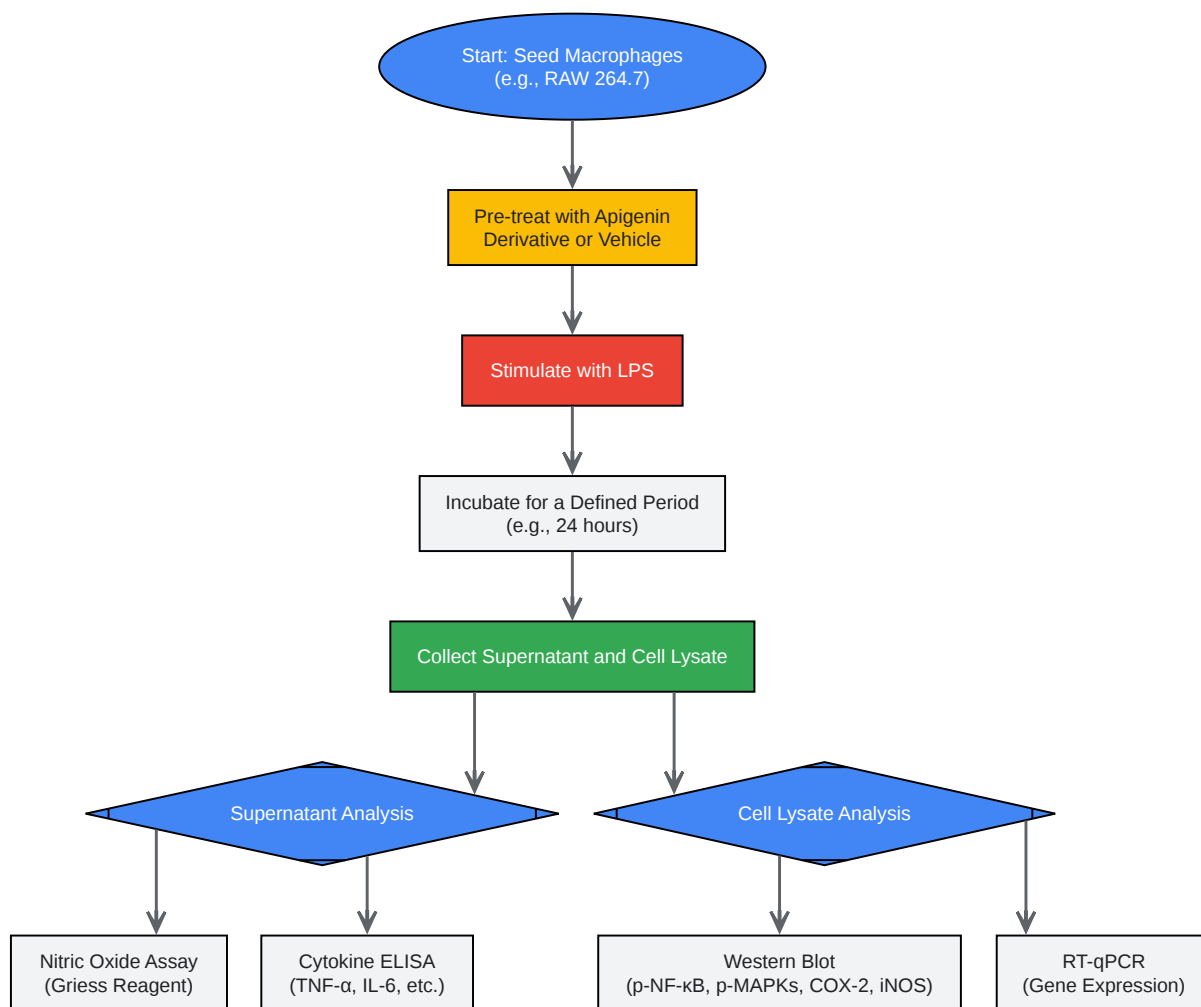 Start: Seed Macrophages
(e.g., RAW 264.7)
Pre-treat with Apigenin
Derivative or Vehicle
Stimulate with LPS
Incubate for a Defined Period
(e.g., 24 hours)
Collect Supernatant and Cell Lysate
Supernatant Analysis
Cell Lysate Analysis
Nitric Oxide Assay
(Griess Reagent)
Cytokine ELISA
(TNF-α, IL-6, etc.)
Western Blot
(p-NF-κB, p-MAPKs, COX-2, iNOS)
RT-qPCR
(Gene Expression)